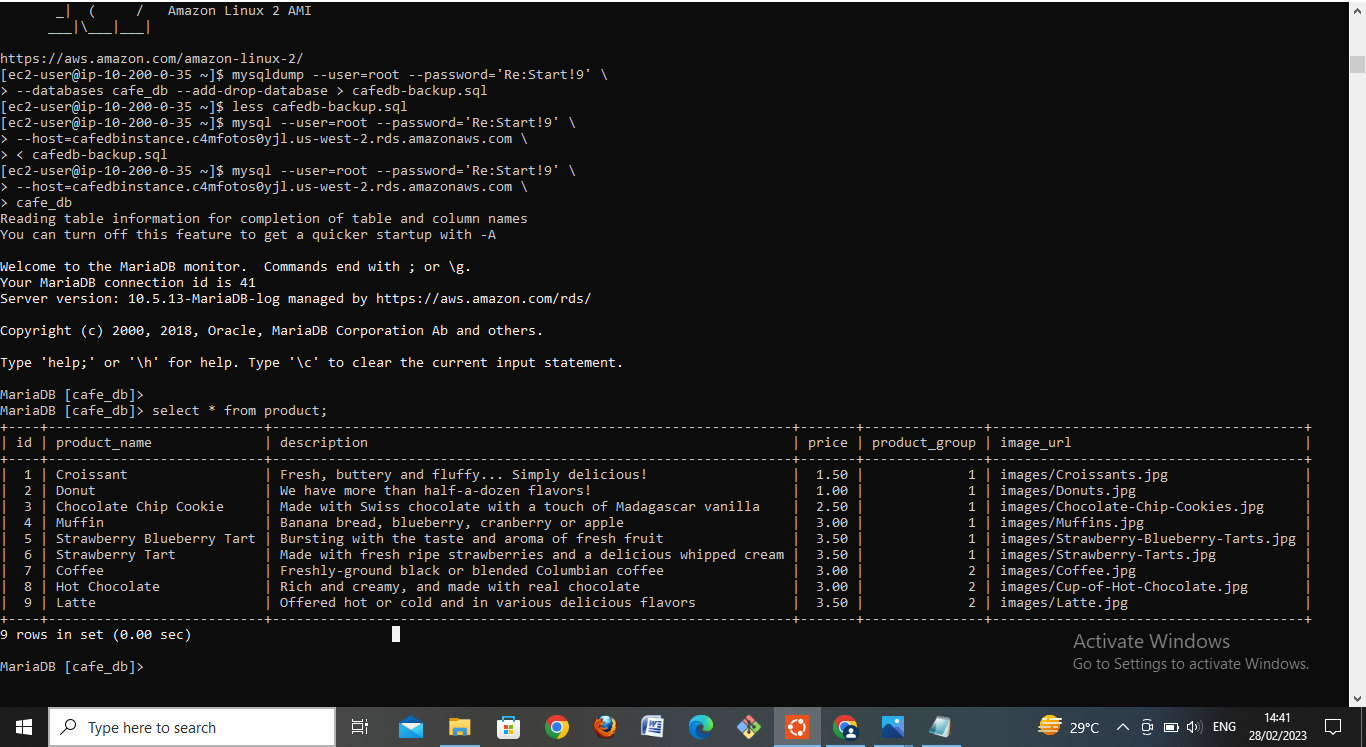 _|  (     /   Amazon Linux 2 AMI
___|\___|___|
https://aws.amazon.com/amazon-linux-2/
[ec2-user@ip-10-200-0-35 ~]$ mysqldump --user=root --password='Re:Start!9' \
> --databases cafe_db --add-drop-database > cafedb-backup.sql
[ec2-user@ip-10-200-0-35 ~]$ less cafedb-backup.sql
[ec2-user@ip-10-200-0-35 ~]$ mysql --user=root --password='Re:Start!9' \
> --host=cafedbinstance.c4mfotos0yjl.us-west-2.rds.amazonaws.com \
> < cafedb-backup.sql
[ec2-user@ip-10-200-0-35 ~]$ mysql --user=root --password='Re:Start!9' \
> --host=cafedbinstance.c4mfotos0yjl.us-west-2.rds.amazonaws.com \
> cafe_db
Reading table information for completion of table and column names
You can turn off this feature to get a quicker startup with -A
Welcome to the MariaDB monitor.  Commands end with ; or \g.
Your MariaDB connection id is 41
Server version: 10.5.13-MariaDB-log managed by https://aws.amazon.com/rds/
Copyright (c) 2000, 2018, Oracle, MariaDB Corporation Ab and others.
Type 'help;' or '\h' for help. Type '\c' to clear the current input statement.
MariaDB [cafe_db]>
MariaDB [cafe_db]> select * from product;
| id | product_name | description | price | product_group | image_url |
| 1 | Croissant | Fresh, buttery and fluffy... Simply delicious! | 1.50 | 1 | images/Croissants.jpg |
| 2 | Donut | We have more than half-a-dozen flavors! | 1.00 | 1 | images/Donuts.jpg |
| 3 | Chocolate Chip Cookie | Made with Swiss chocolate with a touch of Madagascar vanilla | 2.50 | 1 | images/Chocolate-Chip-Cookies.jpg |
| 4 | Muffin | Banana bread, blueberry, cranberry or apple | 3.00 | 1 | images/Muffins.jpg |
| 5 | Strawberry Blueberry Tart | Bursting with the taste and aroma of fresh fruit | 3.50 | 1 | images/Strawberry-Blueberry-Tarts.jpg |
| 6 | Strawberry Tart | Made with fresh ripe strawberries and a delicious whipped cream | 3.50 | 1 | images/Strawberry-Tarts.jpg |
| 7 | Coffee | Freshly-ground black or blended Columbian coffee | 3.00 | 2 | images/Coffee.jpg |
| 8 | Hot Chocolate | Rich and creamy, and made with real chocolate | 3.00 | 2 | images/Cup-of-Hot-Chocolate.jpg |
| 9 | Latte | Offered hot or cold and in various delicious flavors | 3.50 | 2 | images/Latte.jpg |
9 rows in set (0.00 sec)
MariaDB [cafe_db]>
Activate Windows
Go to Settings to activate Windows.
Type here to search
29°C
ENG
14:41
28/02/2023